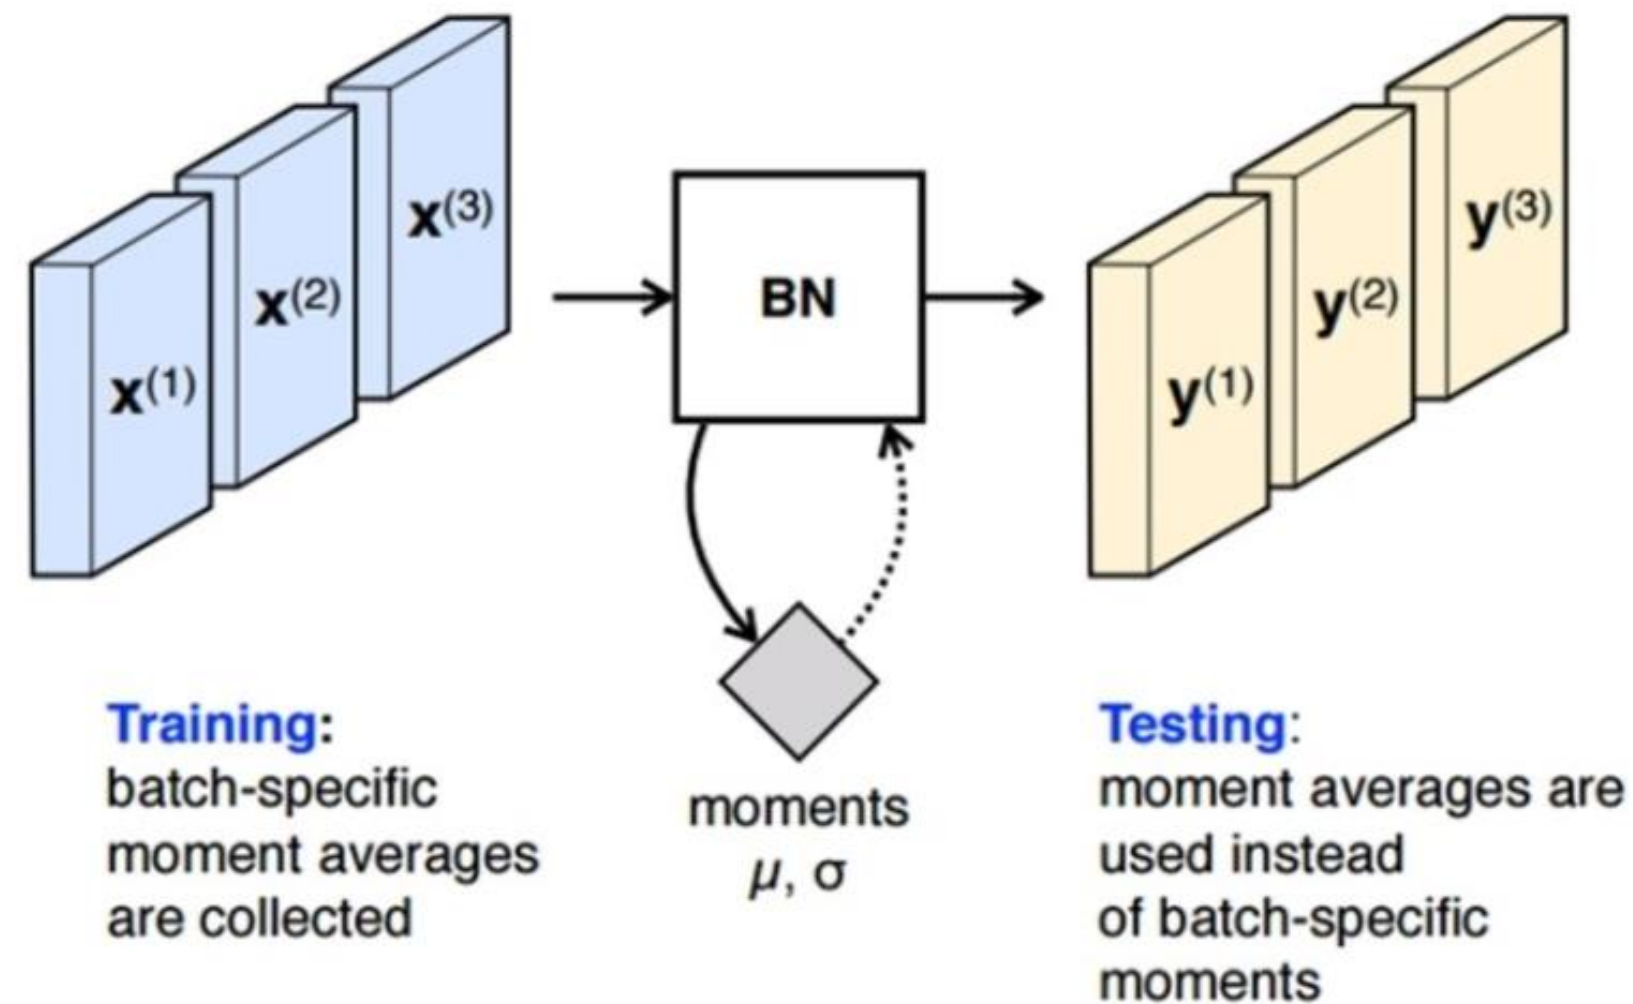 x(3)
x(2)
x(1)
BN
y(3)
y(2)
y(1)
Training:
batch-specific
moment averages
are collected
moments
μ, σ
Testing:
moment averages are
used instead
of batch-specific
moments